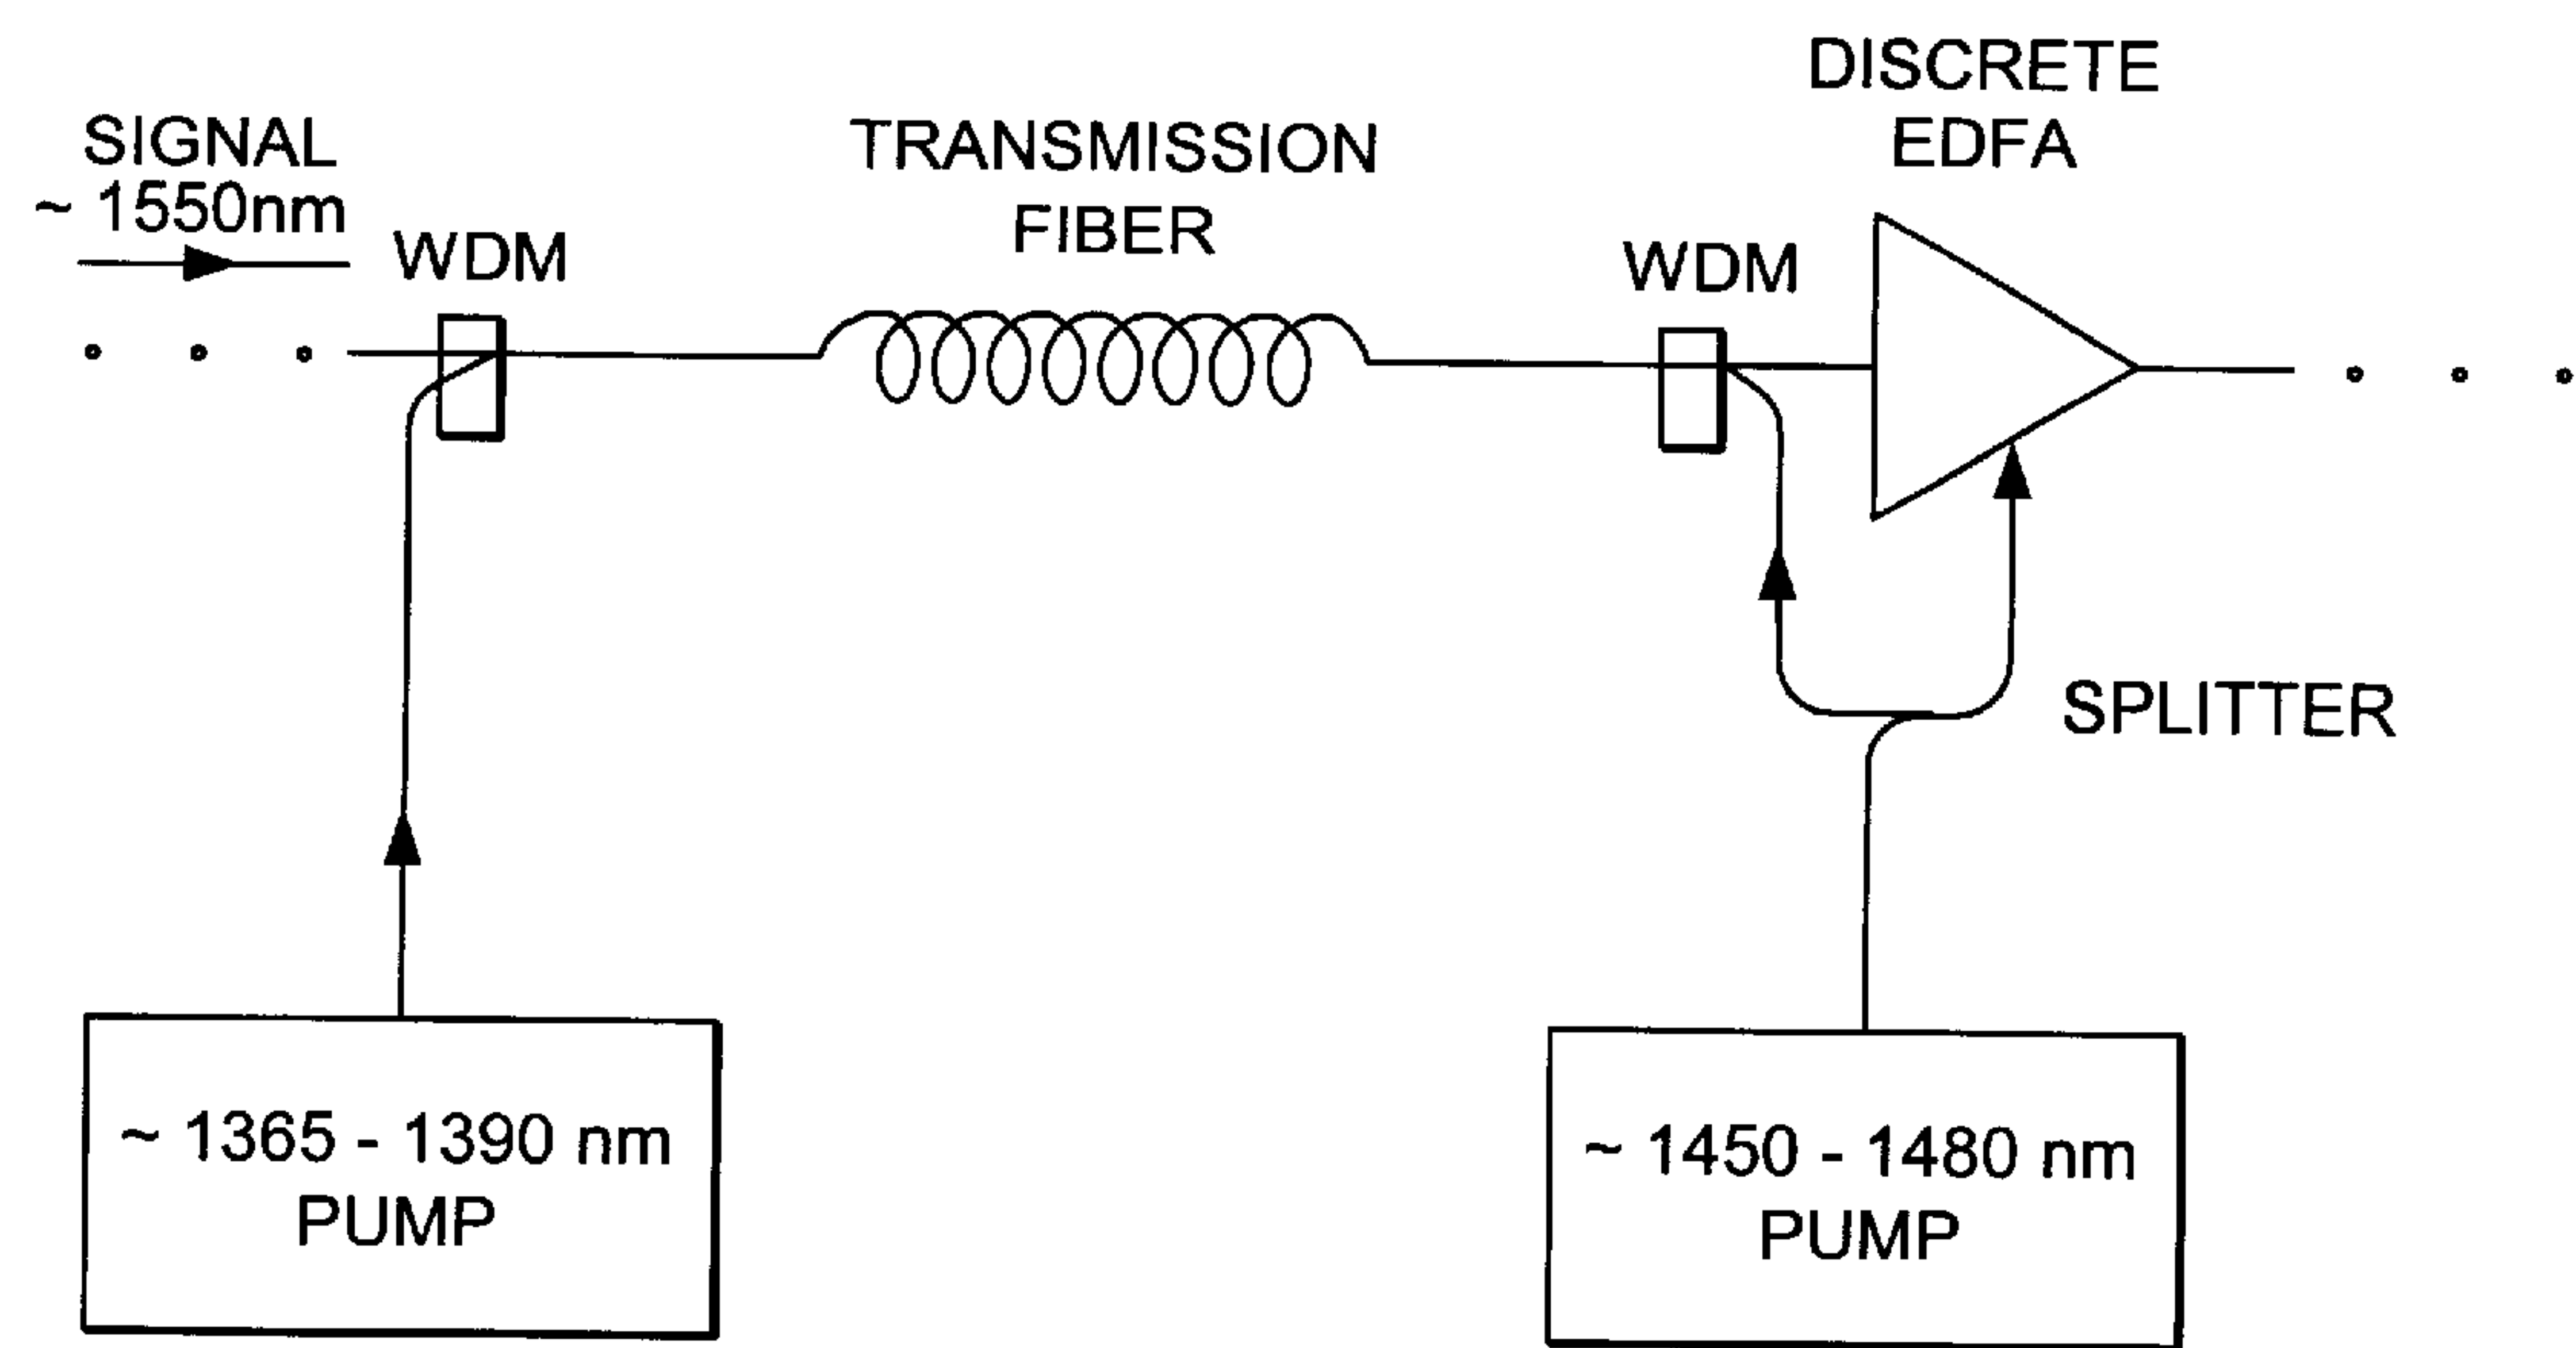 SIGNAL
~ 1550nm
WDM
TRANSMISSION
FIBER
WDM
DISCRETE
EDFA
SPLITTER
~ 1365 - 1390 nm
PUMP
~ 1450 - 1480 nm
PUMP